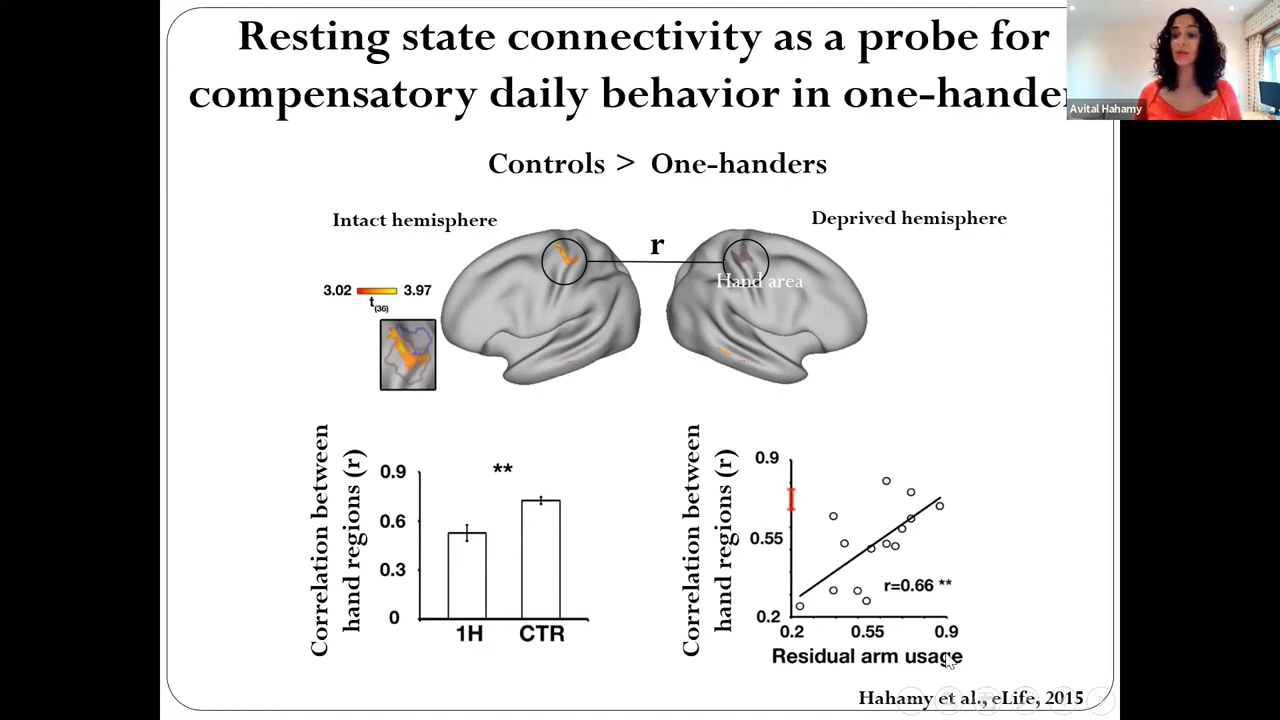 Resting state connectivity as a probe for
compensatory daily behavior in one-hander
Avital Hahamy
Controls > One-handers
Intact hemisphere
Deprived hemisphere
r
Hand area
3.02
3.97
t(36)
Correlation between
hand regions (r)
0.9
0.6
0.3
0
**
1H
CTR
Correlation between
hand regions (r)
0.9
0.55
0.2
r=0.66 **
0.2
0.55
0.9
Residual arm usage
Hahamy et al., eLife, 2015